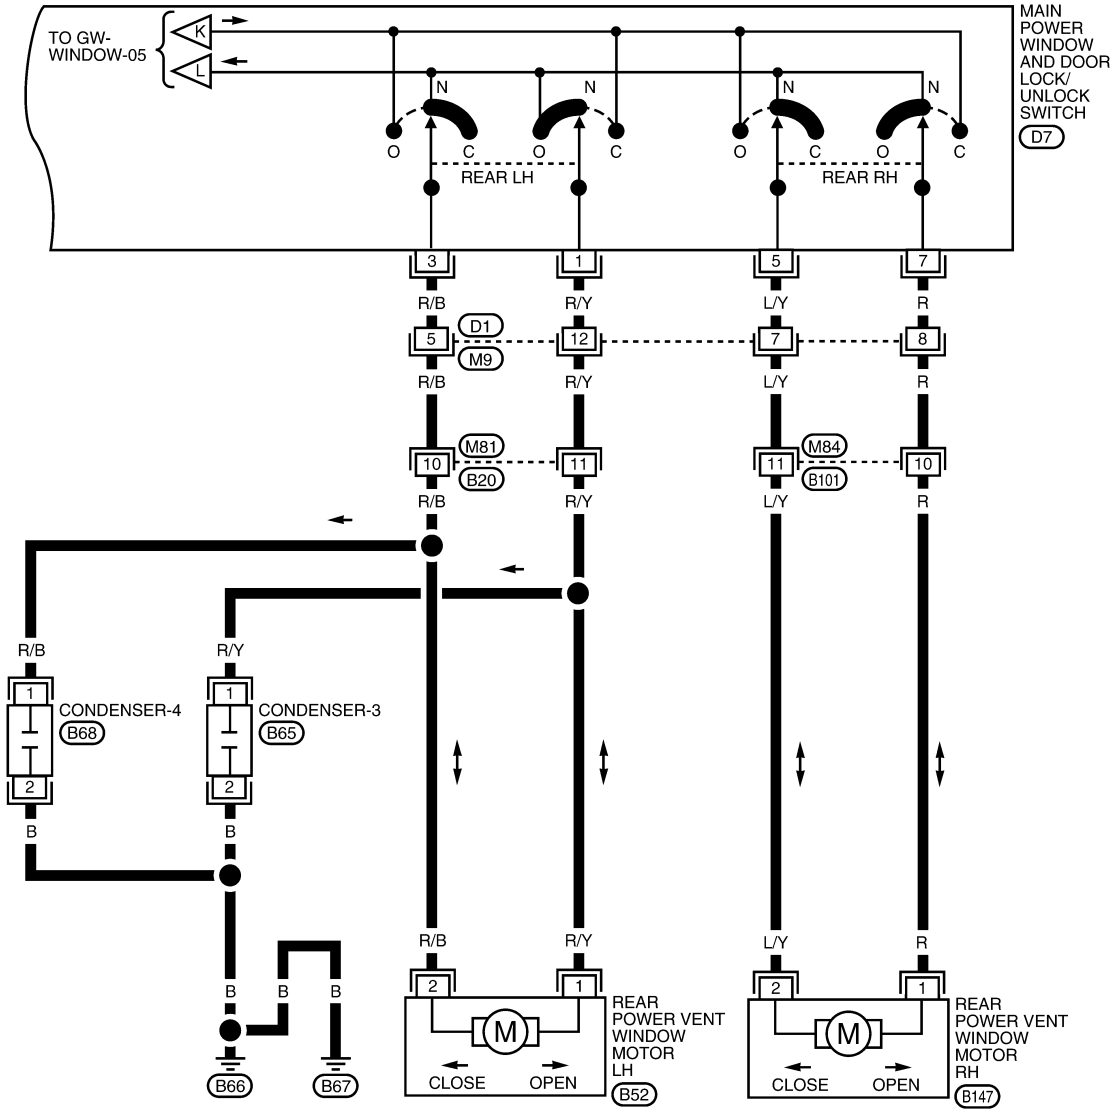 TO GW-
WINDOW-05
K
L
MAIN
POWER
WINDOW
AND DOOR
LOCK/
UNLOCK
SWITCH
D7
N N N N
O C O C O C O C
REAR LH REAR RH
3 1 5 7
R/B R/Y L/Y R
D1
5 12 7 8
M9
R/B R/Y L/Y R
M81 M84
10 11 11 10
B20 B101
R/B R/Y L/Y R
R/B R/Y
1 1
CONDENSER-4 CONDENSER-3
B68 B65
2 2
B B
R/B R/Y L/Y R
B B B
2 1 2 1
M M
CLOSE OPEN CLOSE OPEN
REAR
POWER VENT
WINDOW
MOTOR
LH
B52
REAR
POWER VENT
WINDOW
MOTOR
RH
B147
B66 B67